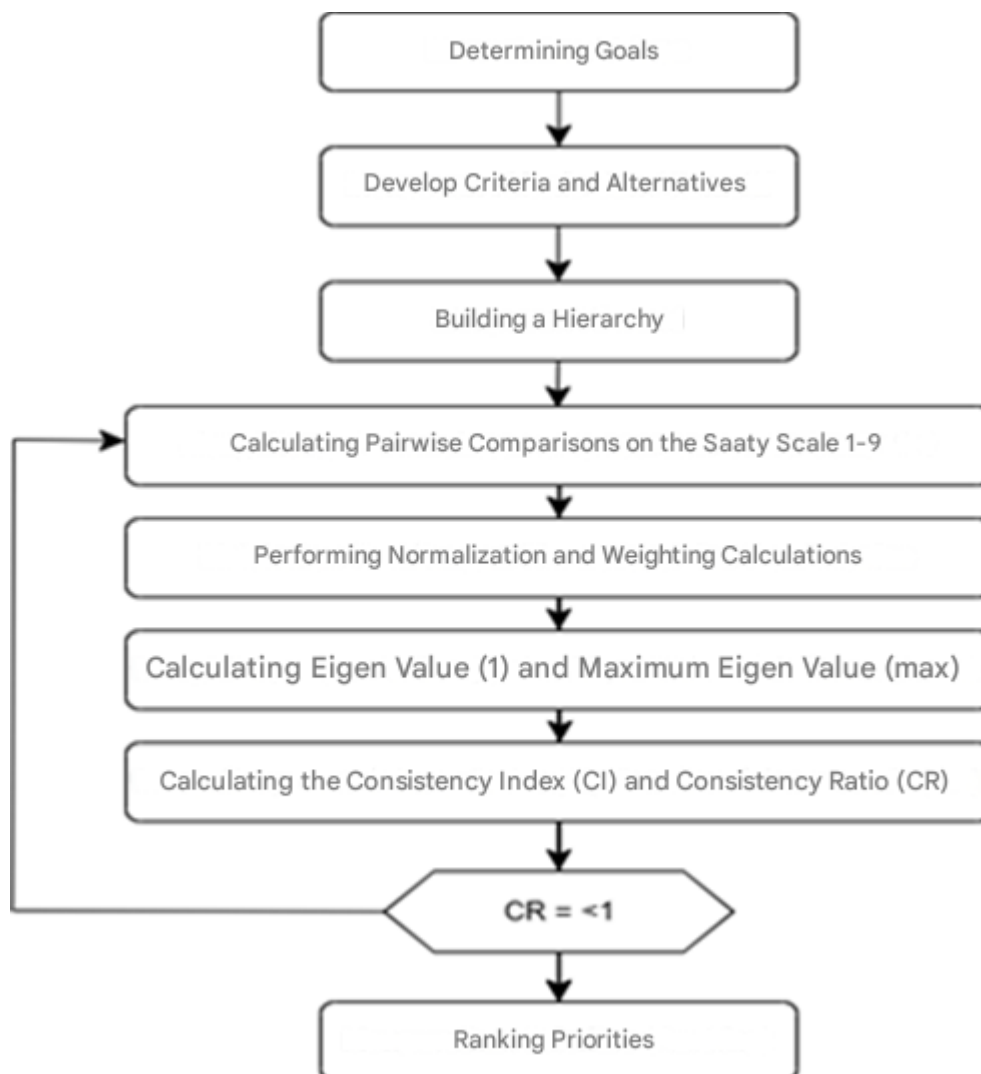 Determining Goals
Develop Criteria and Alternatives
Building a Hierarchy
Calculating Pairwise Comparisons on the Saaty Scale 1-9
Performing Normalization and Weighting Calculations
Calculating Eigen Value (1) and Maximum Eigen Value (max)
Calculating the Consistency Index (CI) and Consistency Ratio (CR)
CR = <1
Ranking Priorities